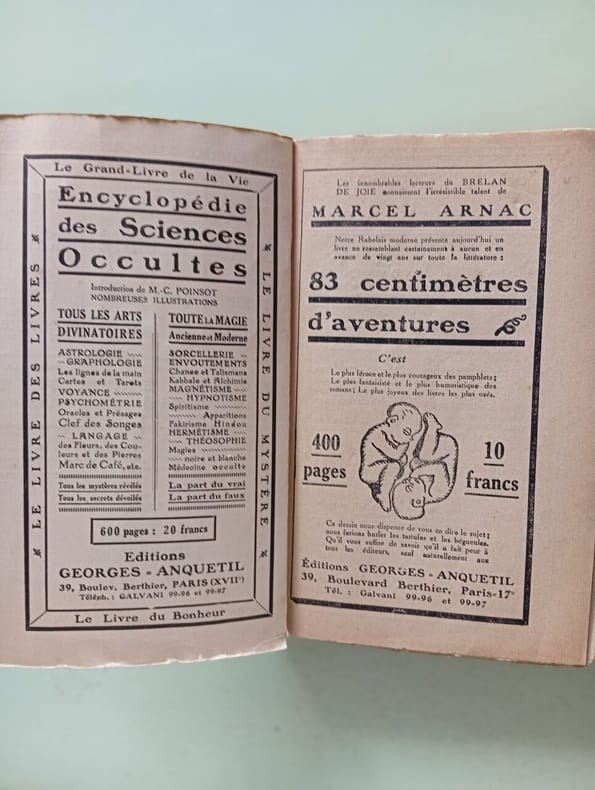 Le Grand-Livre de la Vie
LE LIVRE DES LIVRES
Encyclopédie
des Sciences
Occultes
Introduction de M.-C. POINSOT
NOMBREUSES ILLUSTRATIONS
TOUS LES ARTS
DIVINATOIRES
ASTROLOGIE
GRAPHOLOGIE
Les lignes de la main
Cartes et Tarots
VOYANCE
PSYCHOMÉTRIE
Oracles et Présages
Clef des Songes
LANGAGE
des Fleurs, des Cou-
leurs et des Pierres
Marc de Café, etc.
Tous les mystères révélés
Tous les secrets dévoilés
TOUTE LA MAGIE
Ancienne et Moderne
SORCELLERIE
ENVOUTEMENTS
Chance et Talismans
Kabbale et Alchimie
MAGNÉTISME
HYPNOTISME
Spiritisme
Apparitions
Fakirisme Hindou
HERMÉTISME
THÉOSOPHIE
Magies
noire et blanche
Médecine occulte
La part du vrai
La part du faux
600 pages : 20 francs
Editions
GEORGES-ANQUETIL
39, Boulev. Berthier, PARIS (XVIIe)
Téléph. : GALVANI 99-96 et 99-97
LE LIVRE DU MYSTÈRE
Le Livre du Bonheur
Les innombrables lecteurs du BRELAN
DE JOIE connaissent l'irrésistible talent de
MARCEL ARNAC
Notre Rabelais moderne présente aujourd'hui un
livre ne ressemblant certainement à aucun et en
avance de vingt ans sur toute la littérature :
83 centimètres
d'aventures
C'est
Le plus féroce et le plus courageux des pamphlets ;
Le plus fantaisiste et le plus humoristique des
romans ; Le plus joyeux des livres les plus osés.
400
pages
10
francs
Ce dessin nous dispense de vous en dire le sujet ;
nous ferions hurler les tartufes et les bégueules.
Qu'il vous suffise de savoir qu'il a fait peur à
tous les éditeurs, sauf naturellement aux
Éditions GEORGES-ANQUETIL
39, Boulevard Berthier, Paris-17e
Tél. : Galvani 99-96 et 99-97